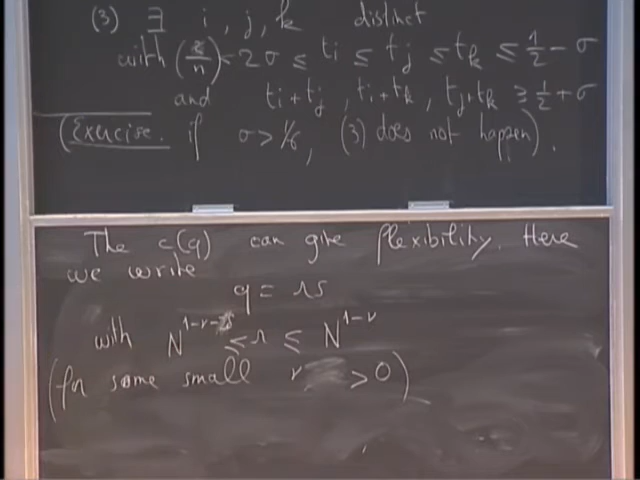 (3) ∃ i, j, k distinct
with (2/n) - 2σ ≤ ti ≤ tj ≤ tk ≤ 1/2 - σ
and ti + tj, ti + tk, tj + tk ≥ 1/2 + σ
(Exercise. if σ > 1/6, (3) does not happen).
The c(q) can give flexibility. Here
we write
q = rs
with N^{1-ν-δ} ≤ r ≤ N^{1-ν}
(for some small ν > 0)